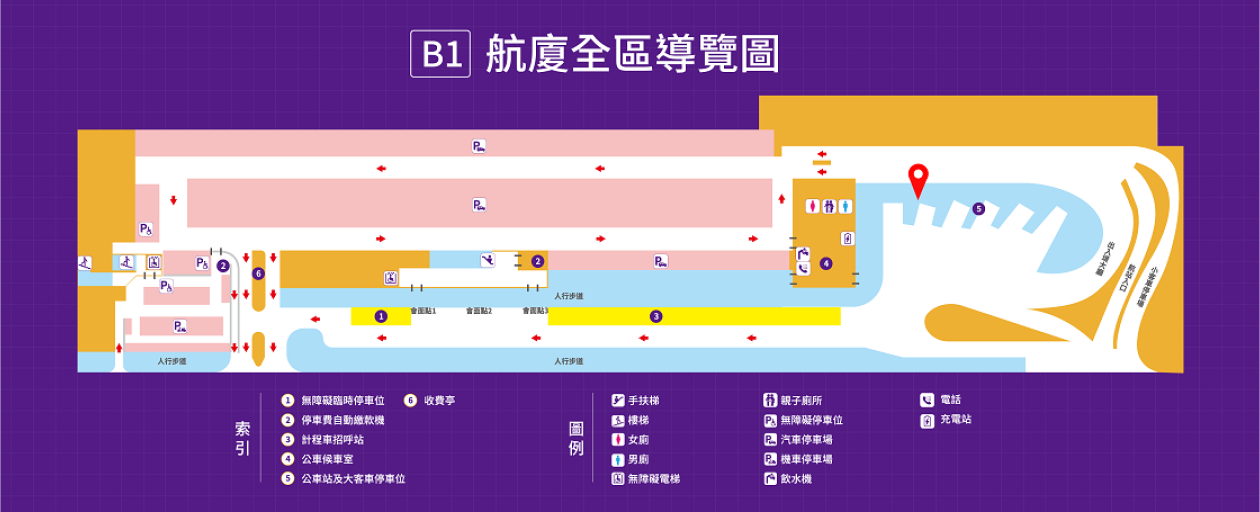 B1 航廈全區導覽圖
出入境大廳
航站入口
小客車停車場
人行步道
會面點1
會面點2
會面點3
人行步道
人行步道
索引
1 無障礙臨時停車位
6 收費亭
2 停車費自動繳款機
3 計程車招呼站
4 公車候車室
5 公車站及大客車停車位
圖例
手扶梯
樓梯
女廁
男廁
無障礙電梯
親子廁所
無障礙停車位
汽車停車場
機車停車場
飲水機
電話
充電站